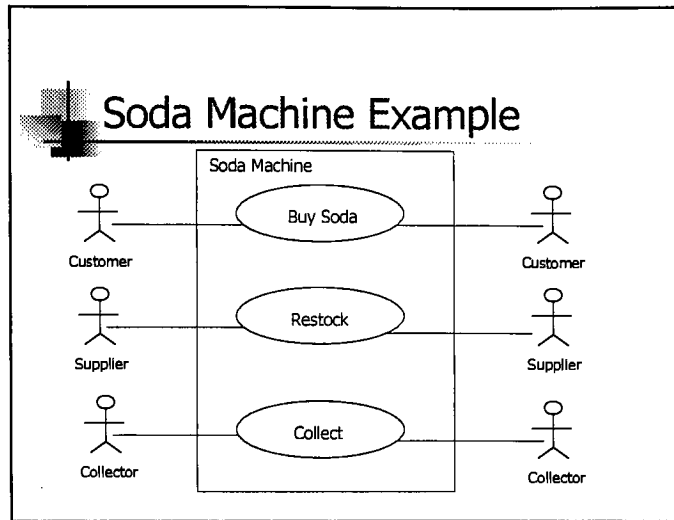 Soda Machine Example
Soda Machine
Buy Soda
Customer
Customer
Restock
Supplier
Supplier
Collect
Collector
Collector